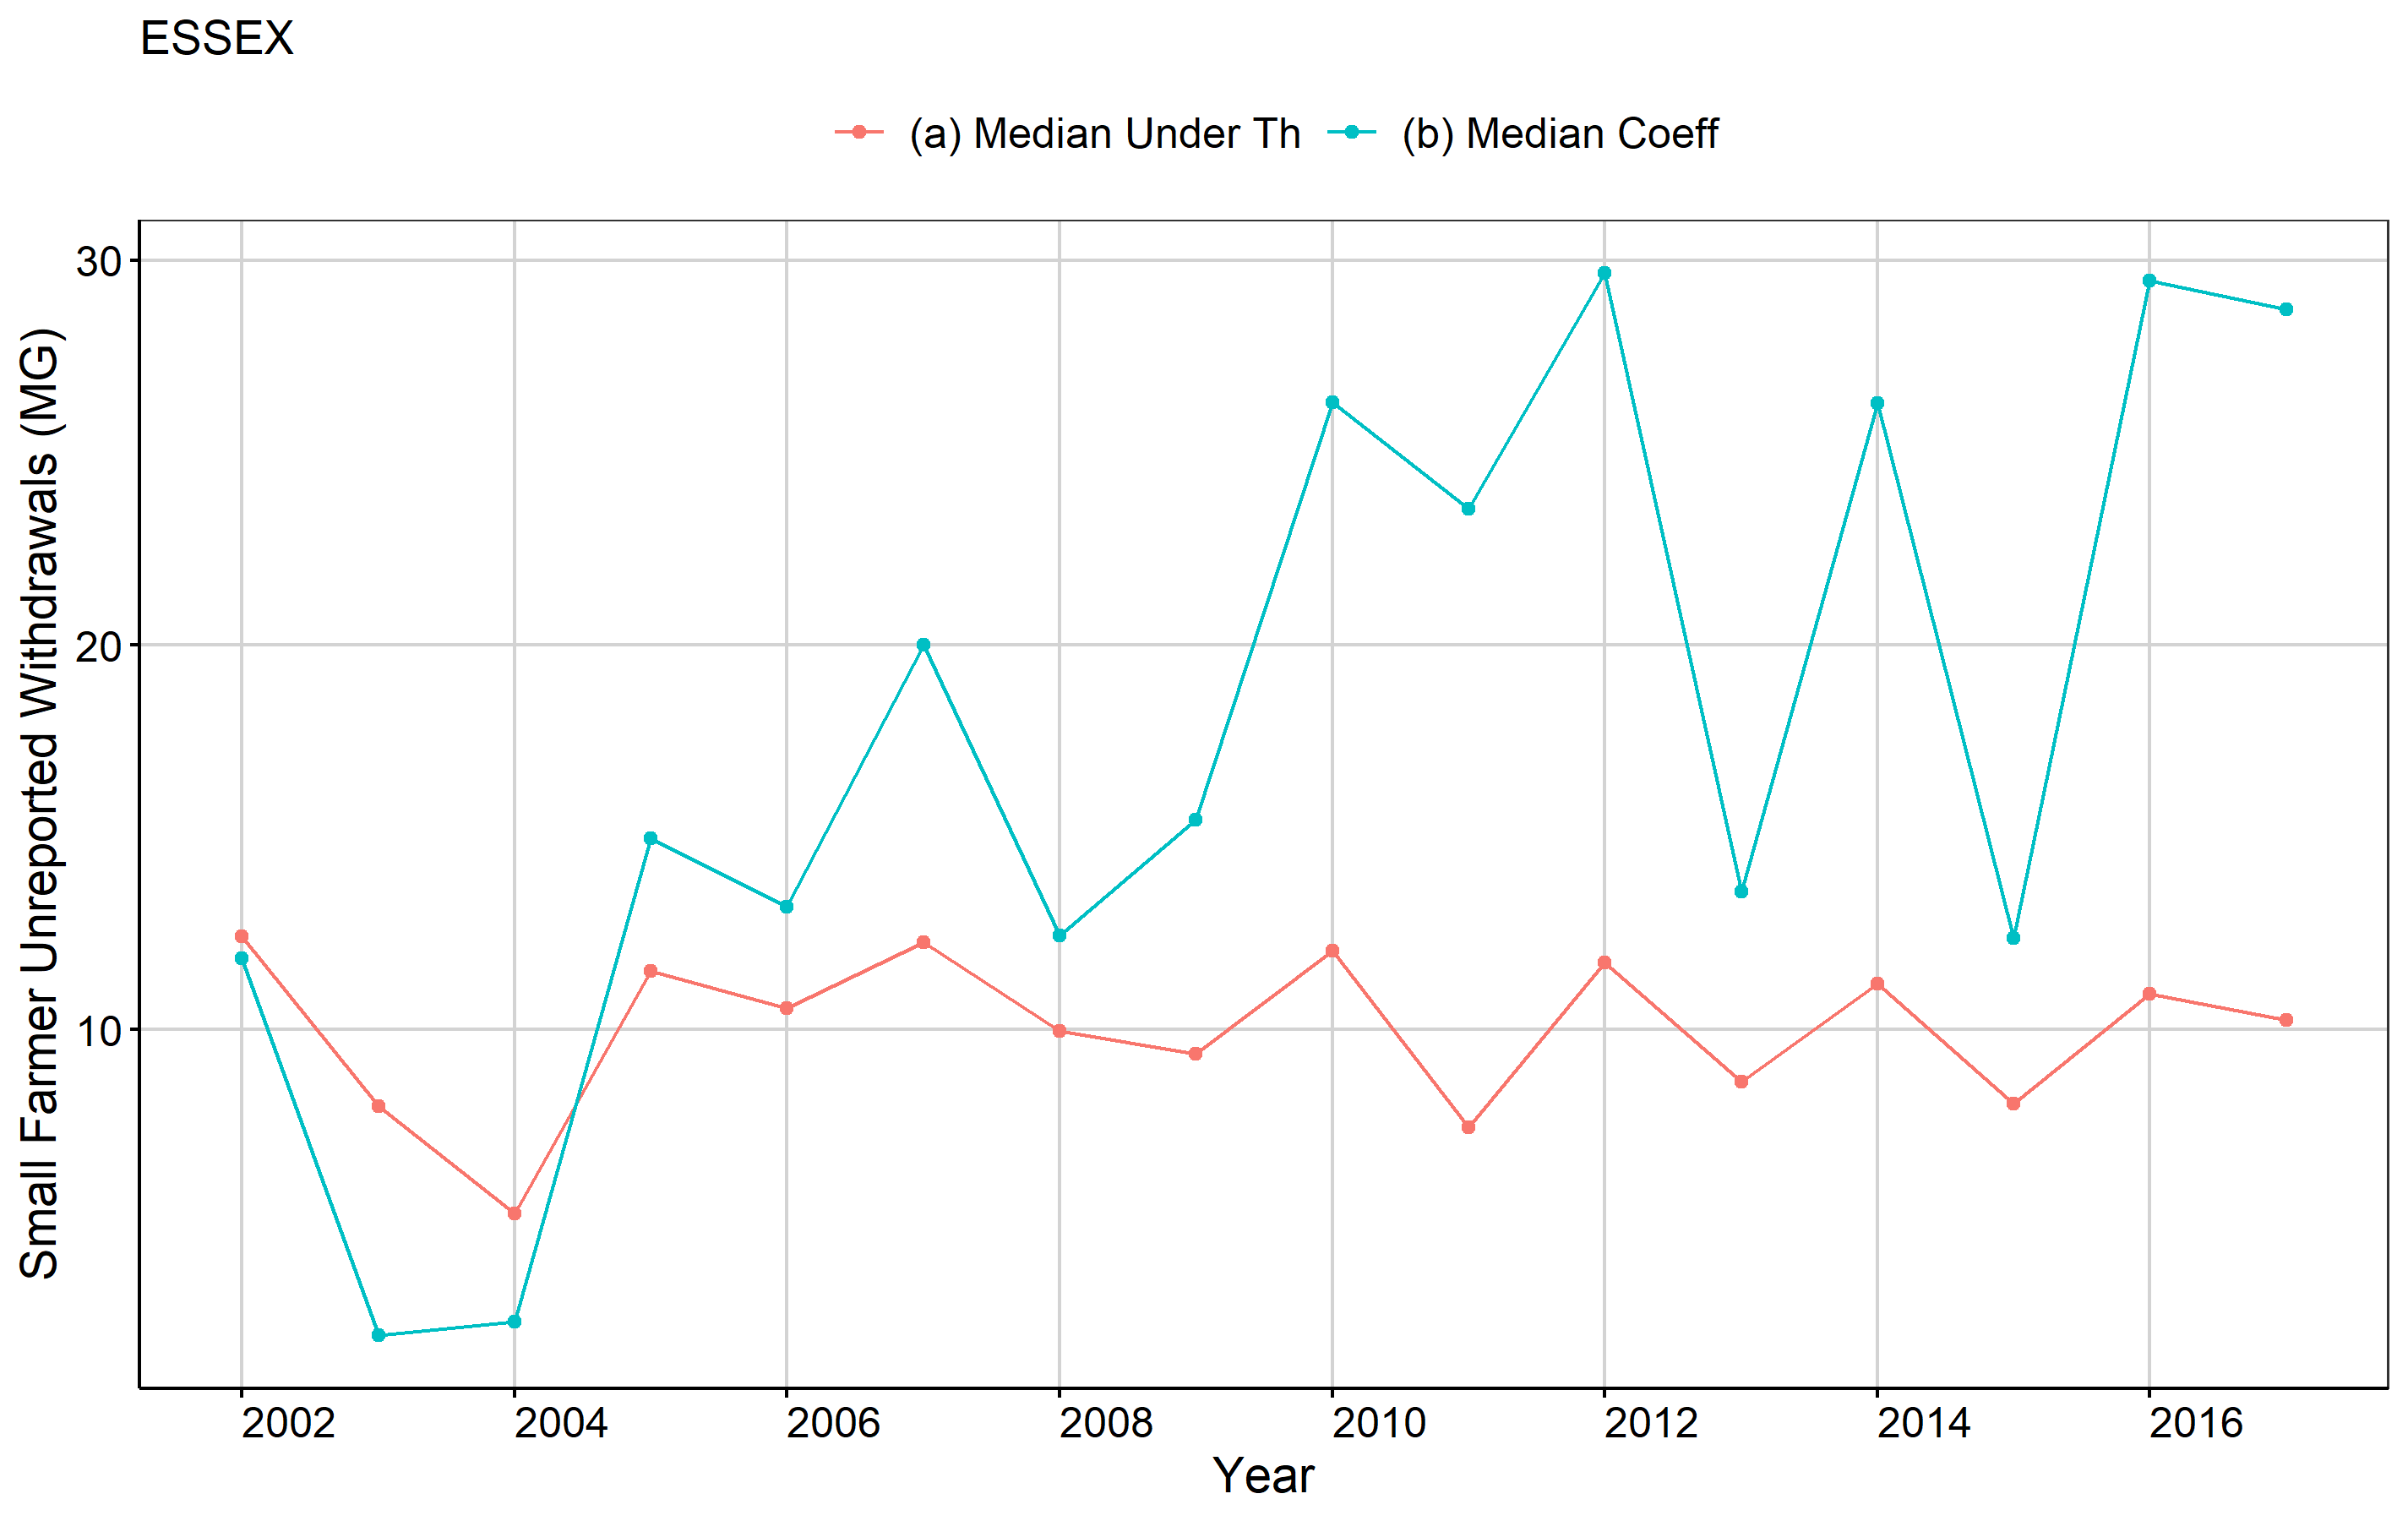 ESSEX
(a) Median Under Th (b) Median Coeff
Small Farmer Unreported Withdrawals (MG)
30
20
10
2002 2004 2006 2008 2010 2012 2014 2016
Year